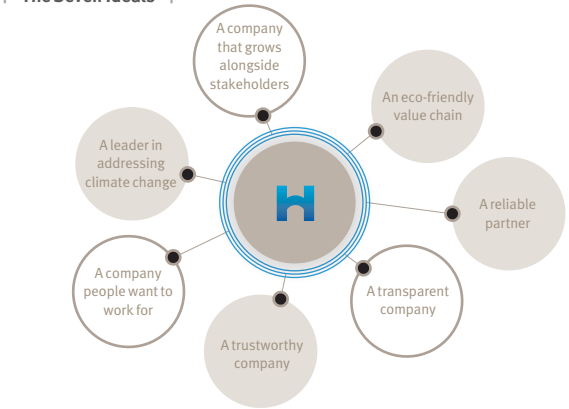 The Seven Ideals
A company
that grows
alongside
stakeholders
An eco-friendly
value chain
A leader in
addressing
climate change
A reliable
partner
A company
people want to
work for
A transparent
company
A trustworthy
company